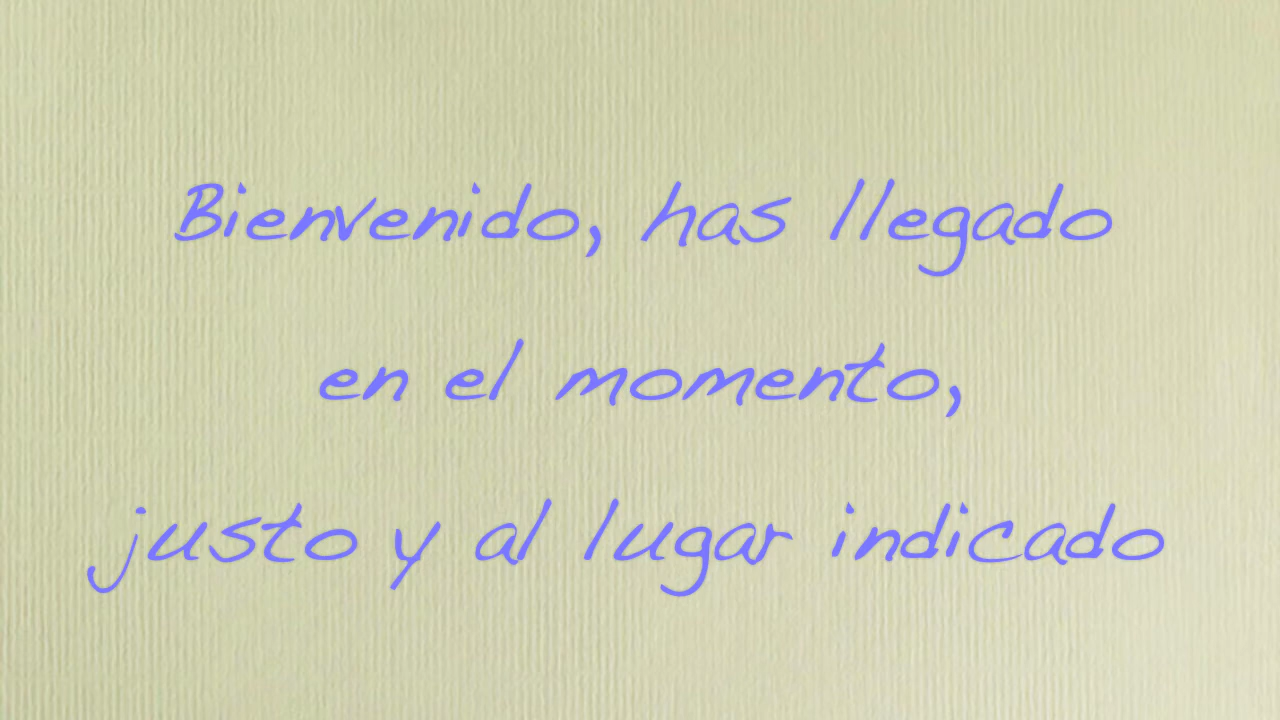 Bienvenido, has llegado
en el momento,
justo y al lugar indicado